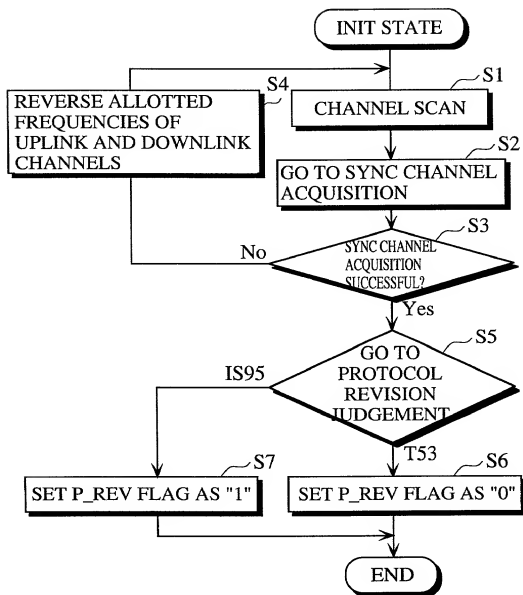 INIT STATE
S4
REVERSE ALLOTTED
FREQUENCIES OF
UPLINK AND DOWNLINK
CHANNELS
S1
CHANNEL SCAN
S2
GO TO SYNC CHANNEL
ACQUISITION
S3
No
SYNC CHANNEL
ACQUISITION
SUCCESSFUL?
Yes
S5
IS95
GO TO
PROTOCOL
REVISION
JUDGEMENT
T53
S7
SET P_REV FLAG AS "1"
S6
SET P_REV FLAG AS "0"
END